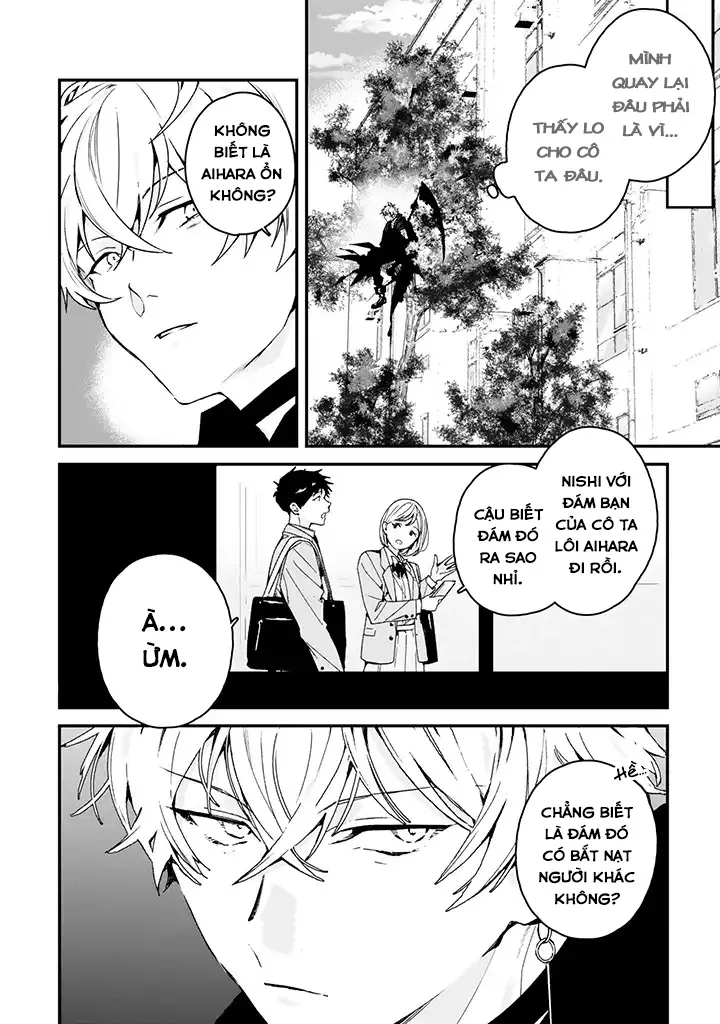 MÌNH
QUAY LẠI
ĐÂU PHẢI
LÀ VÌ...
THẤY LO
CHO CÔ
TA ĐÂU.
KHÔNG
BIẾT LÀ
AIHARA ỔN
KHÔNG?
NISHI VỚI
ĐÁM BẠN
CỦA CÔ TA
LÔI AIHARA
ĐI RỒI.
CẬU BIẾT
ĐÁM ĐÓ
RA SAO
NHỈ.
À...
ỪM.
HỀ...
CHẲNG BIẾT
LÀ ĐÁM ĐÓ
CÓ BẮT NẠT
NGƯỜI KHÁC
KHÔNG?